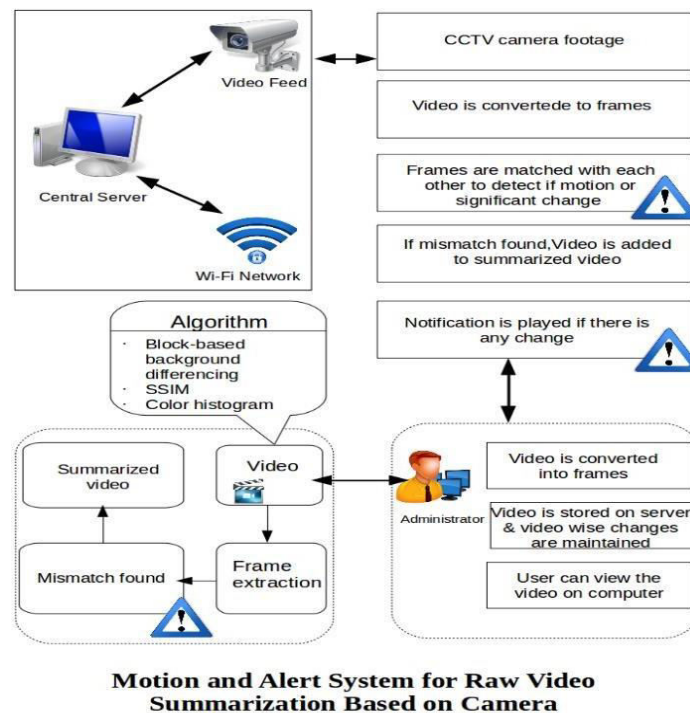 Video Feed
Central Server
Wi-Fi Network
CCTV camera footage
Video is convertede to frames
Frames are matched with each
other to detect if motion or
significant change
If mismatch found,Video is added
to summarized video
Notification is played if there is
any change
Algorithm
· Block-based
background
differencing
· SSIM
· Color histogram
Summarized
video
Video
Mismatch found
Frame
extraction
Administrator
Video is converted
into frames
Video is stored on server
& video wise changes
are maintained
User can view the
video on computer
Motion and Alert System for Raw Video
Summarization Based on Camera